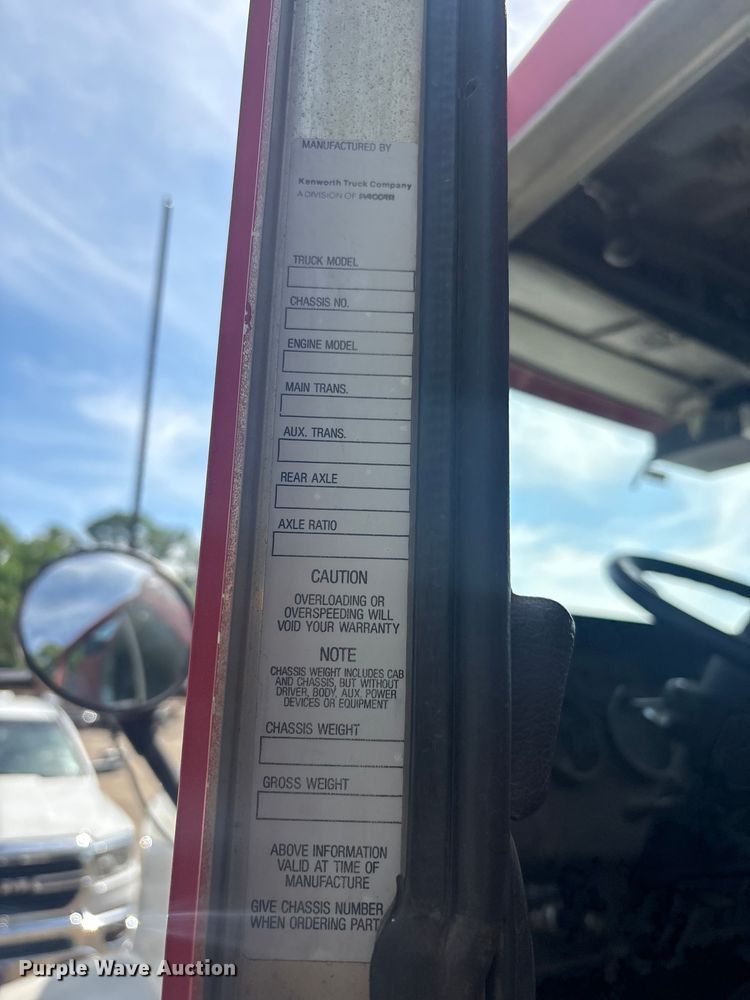 MANUFACTURED BY
Kenworth Truck Company
A DIVISION OF PACCAR
TRUCK MODEL
CHASSIS NO.
ENGINE MODEL
MAIN TRANS.
AUX. TRANS.
REAR AXLE
AXLE RATIO
CAUTION
OVERLOADING OR
OVERSPEEDING WILL
VOID YOUR WARRANTY
NOTE
CHASSIS WEIGHT INCLUDES CAB
AND CHASSIS, BUT WITHOUT
DRIVER, BODY, AUX. POWER
DEVICES OR EQUIPMENT
CHASSIS WEIGHT
GROSS WEIGHT
ABOVE INFORMATION
VALID AT TIME OF
MANUFACTURE
GIVE CHASSIS NUMBER
WHEN ORDERING PART
Purple Wave Auction